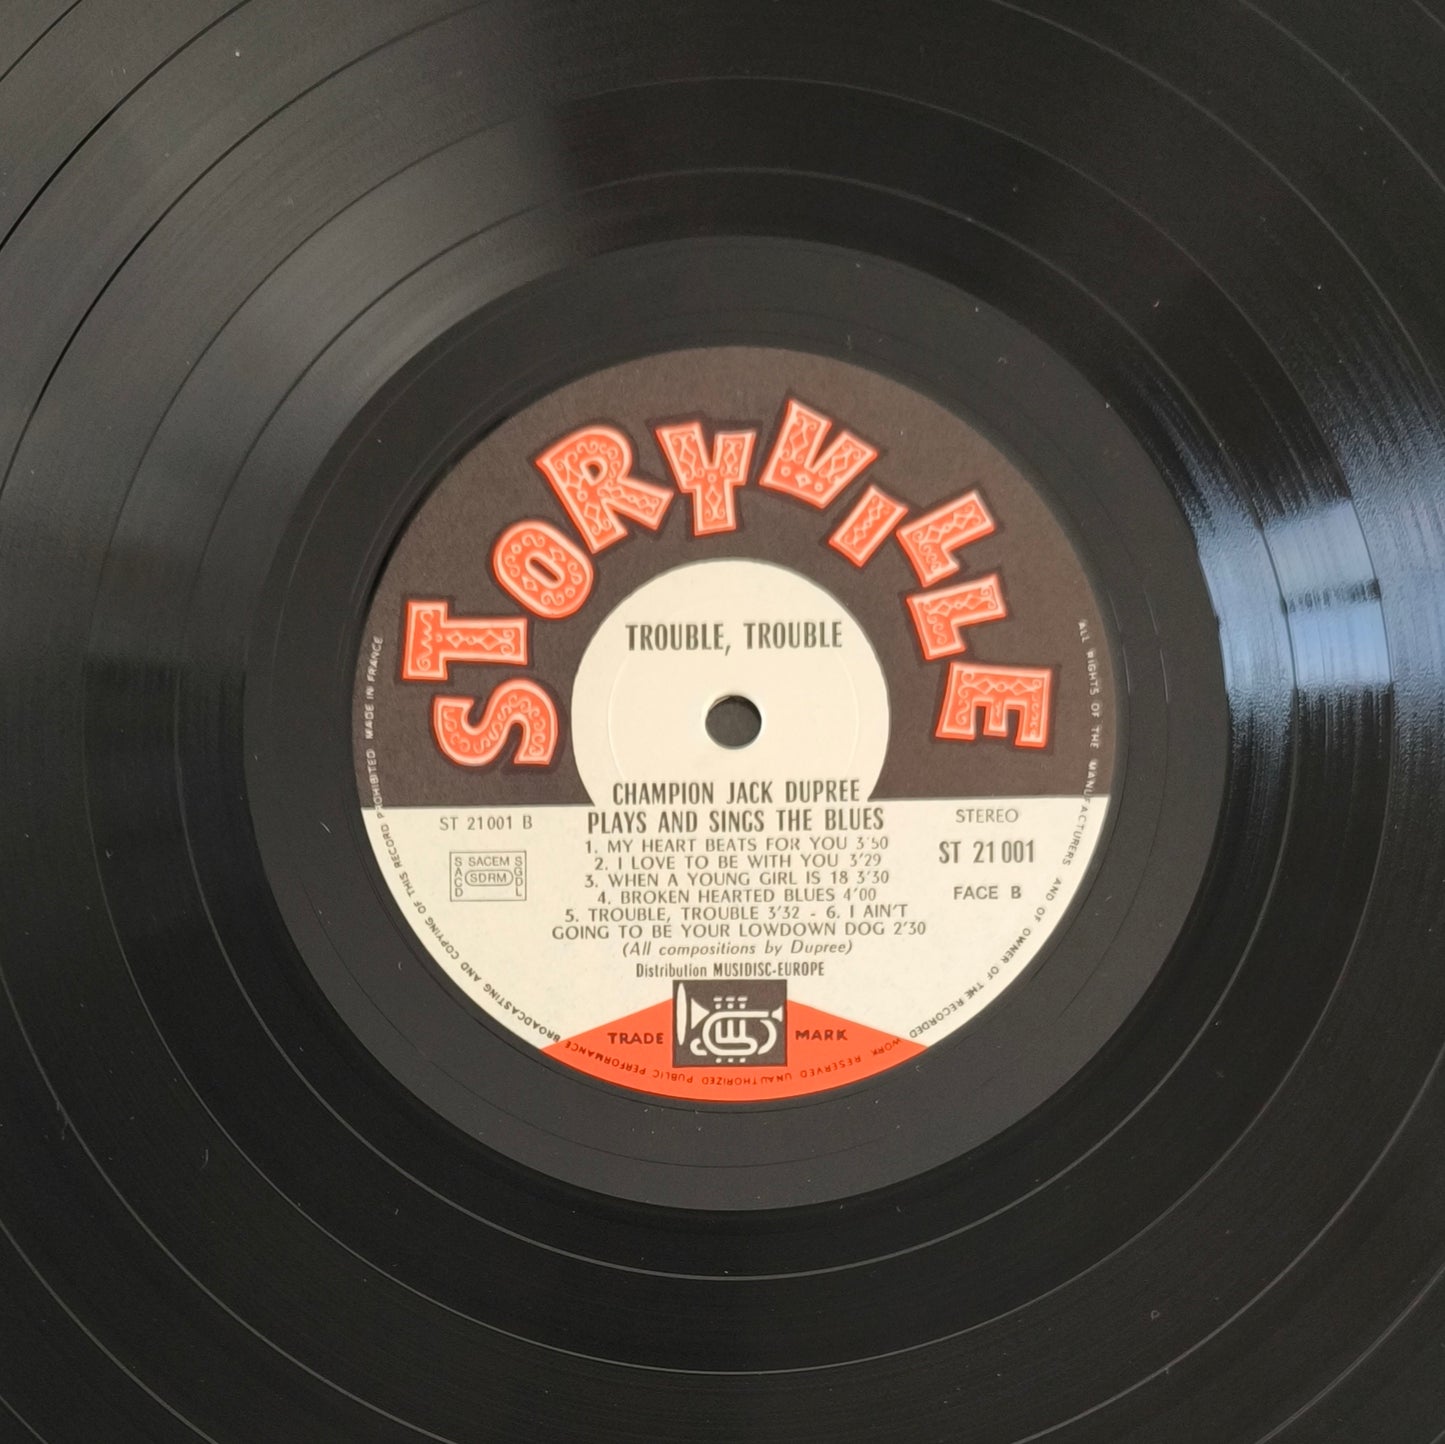 STORYVILLE
TROUBLE, TROUBLE
CHAMPION JACK DUPREE
PLAYS AND SINGS THE BLUES
ST 21001 B
STEREO
ST 21 001
FACE B
SACEM
SACD
SDRM
SGDL
1. MY HEART BEATS FOR YOU 3'50
2. I LOVE TO BE WITH YOU 3'29
3. WHEN A YOUNG GIRL IS 18 3'30
4. BROKEN HEARTED BLUES 4'00
5. TROUBLE, TROUBLE 3'32 - 6. I AIN'T
GOING TO BE YOUR LOWDOWN DOG 2'30
(All compositions by Dupree)
Distribution MUSIDISC-EUROPE
TRADE MARK
ALL RIGHTS OF THE MANUFACTURERS AND OF OWNER OF THE RECORDED WORK RESERVED UNAUTHORIZED PUBLIC PERFORMANCE BROADCASTING AND COPYING OF THIS RECORD PROHIBITED MADE IN FRANCE